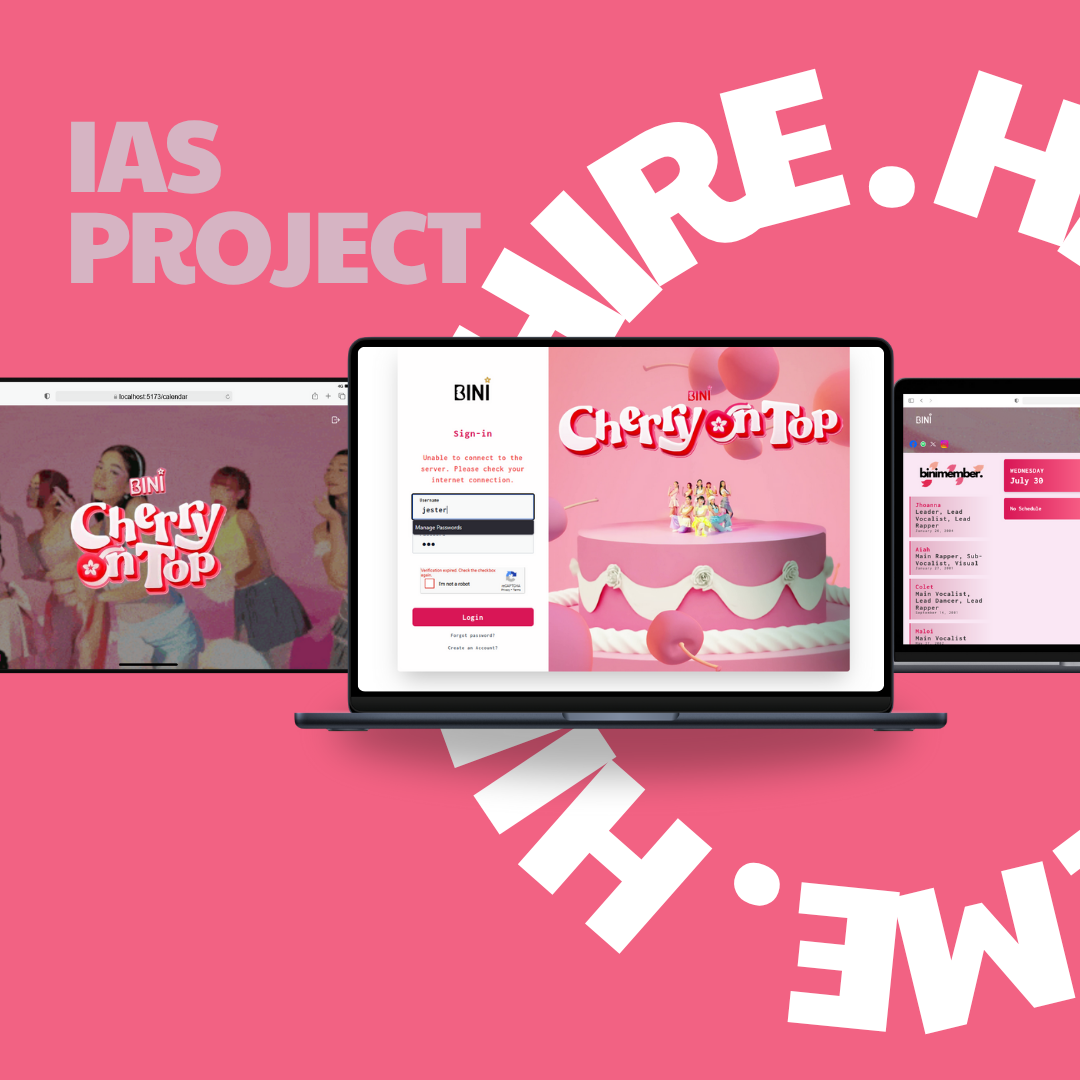 IAS
PROJECT
HIRE.HI
localhost:5173/calendar
BINI
Cherry
on Top
BINI
Sign-in
Unable to connect to the
server. Please check your
internet connection.
Username
jester
Manage Passwords
Verification expired. Check the checkbox
again.
I'm not a robot
reCAPTCHA
Privacy - Terms
Login
Forgot password?
Create an Account?
BINI
Cherry on Top
BINI
binimember.
Jhoanna
Leader, Lead
Vocalist, Lead
Rapper
Aiah
Main Rapper, Sub-
Vocalist, Visual
Colet
Main Vocalist,
Lead Dancer, Lead
Rapper
Maloi
Main Vocalist
WEDNESDAY
July 30
No Schedule
ME.HI